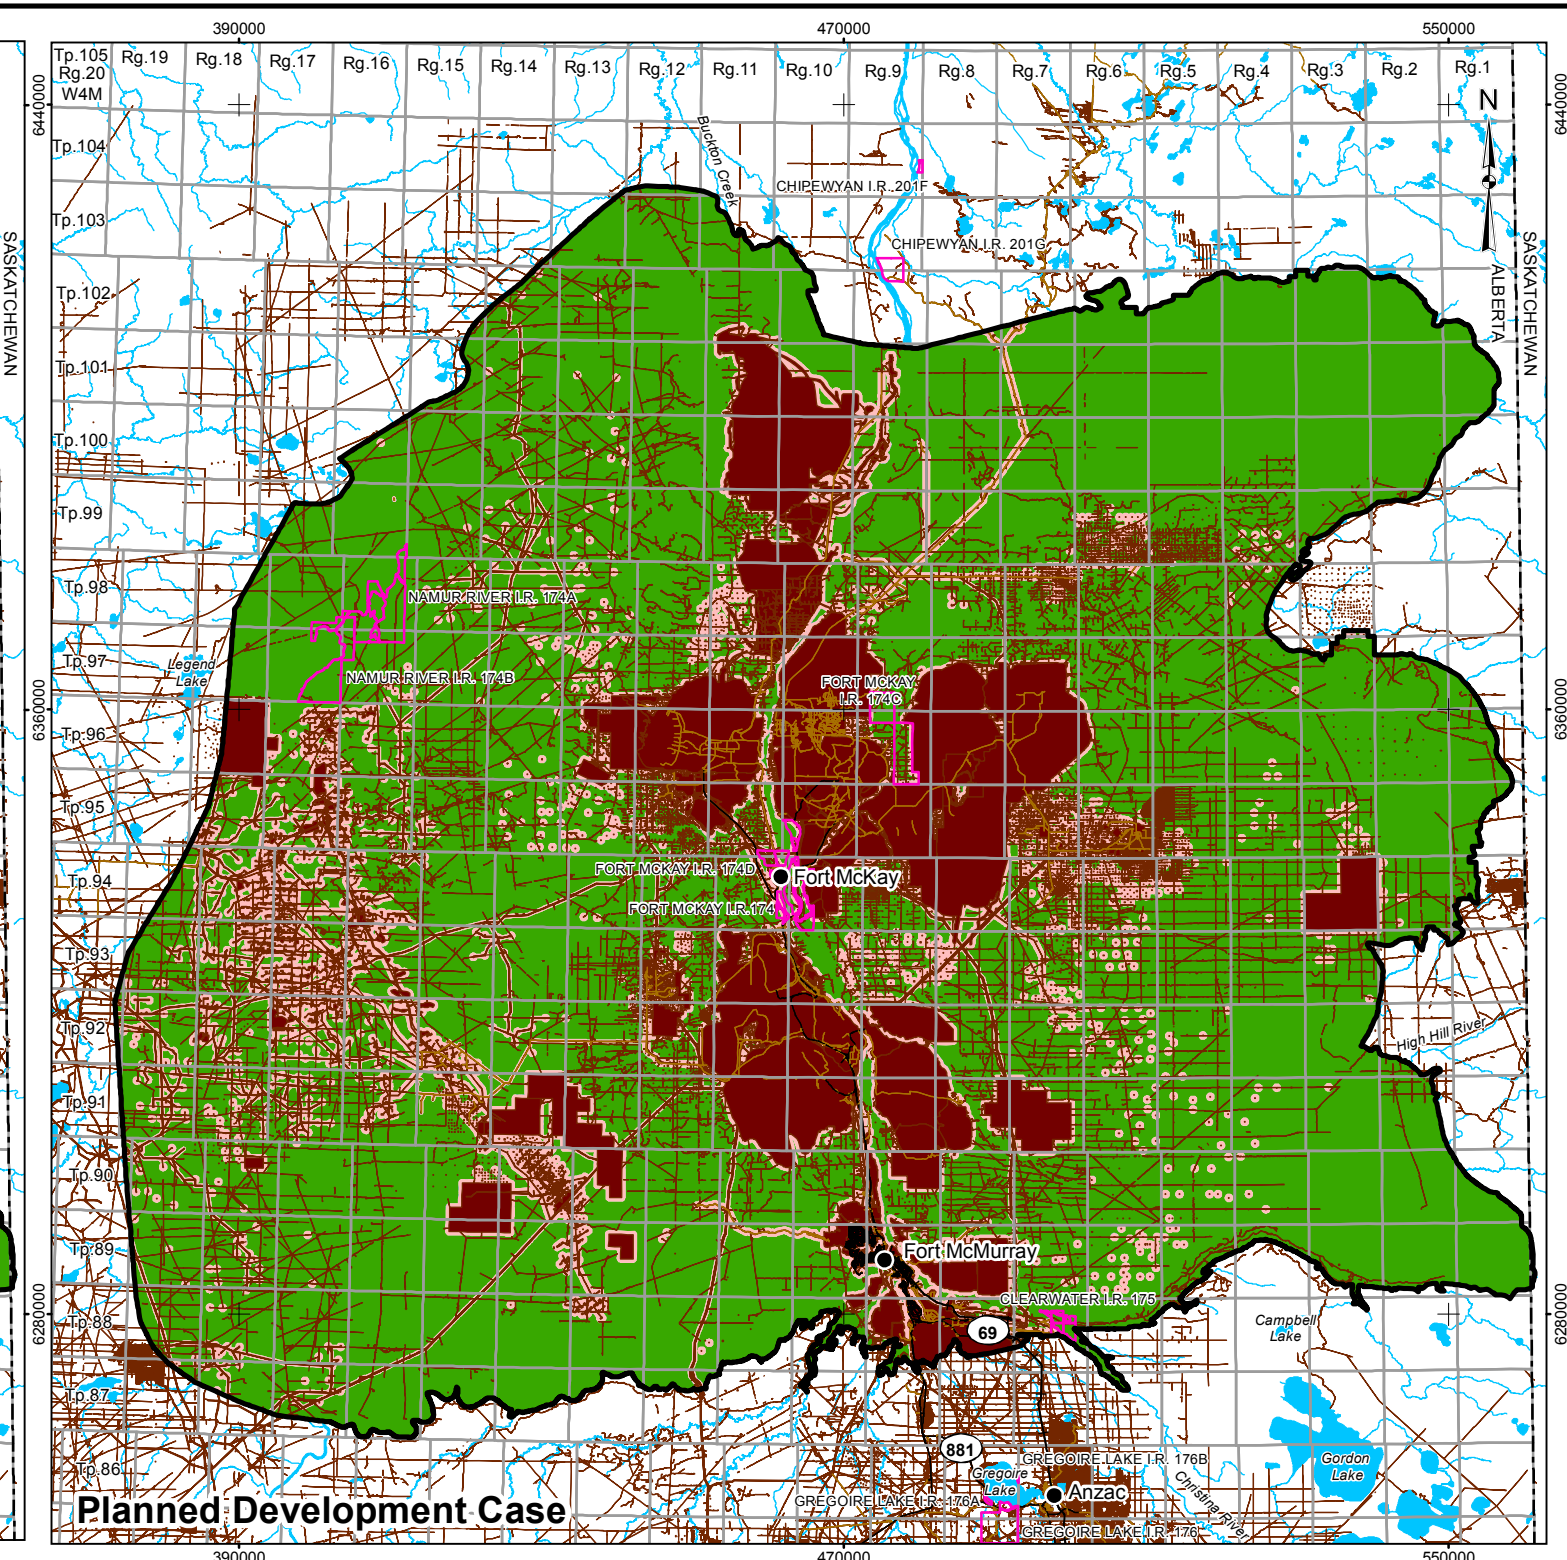 390000
470000
550000
Tp.105
Rg.20
W4M
Rg.19
Rg.18
Rg.17
Rg.16
Rg.15
Rg.14
Rg.13
Rg.12
Rg.11
Rg.10
Rg.9
Rg.8
Rg.7
Rg.6
Rg.5
Rg.4
Rg.3
Rg.2
Rg.1
N
6440000
6440000
Tp.104
Buckton Creek
CHIPEWYAN I.R. 201F
Tp.103
CHIPEWYAN I.R. 201G
SASKATCHEWAN
ALBERTA
SASKATCHEWAN
Tp.102
Tp.101
Tp.100
Tp.99
Tp.98
NAMUR RIVER I.R. 174A
Tp.97
Legend
Lake
NAMUR RIVER I.R. 174B
FORT MCKAY
I.R. 174C
6360000
6360000
Tp.96
Tp.95
FORT MCKAY I.R. 174D
Fort McKay
Tp.94
FORT MCKAY I.R.174
Tp.93
Tp.92
High Hill River
Tp.91
Tp.90
Tp.89
Fort McMurray
CLEARWATER I.R. 175
6280000
6280000
Tp.88
69
Campbell
Lake
Tp.87
881
GREGOIRE LAKE I.R. 176B
Tp.86
Gregoire
Lake
Gordon
Lake
Anzac
GREGOIRE LAKE I.R. 176A
Christina River
Planned Development Case
GREGOIRE LAKE I.R. 176
390000
470000
550000